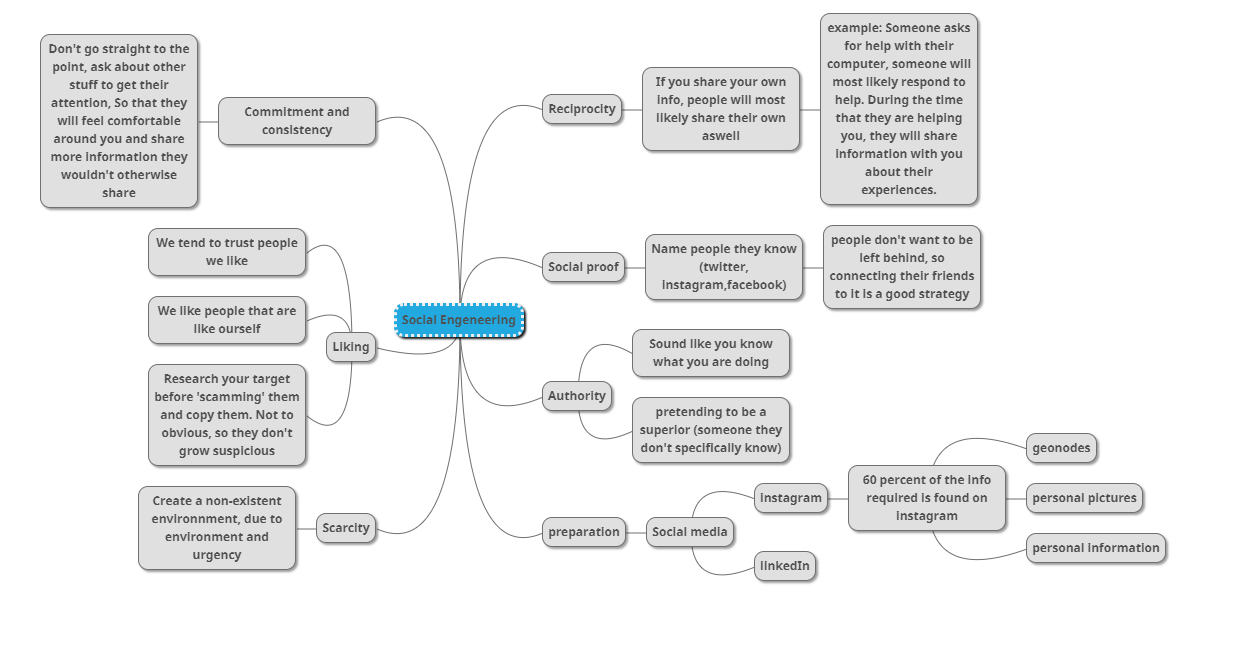 Social Engeneering
Commitment and
consistency
Don't go straight to the
point, ask about other
stuff to get their
attention, So that they
will feel comfortable
around you and share
more information they
wouldn't otherwise
share
Liking
We tend to trust people
we like
We like people that are
like ourself
Research your target
before 'scamming' them
and copy them. Not to
obvious, so they don't
grow suspicious
Scarcity
Create a non-existent
environnment, due to
environment and
urgency
Reciprocity
If you share your own
info, people will most
likely share their own
aswell
example: Someone asks
for help with their
computer, someone will
most likely respond to
help. During the time
that they are helping
you, they will share
information with you
about their
experiences.
Social proof
Name people they know
(twitter,
instagram,facebook)
people don't want to be
left behind, so
connecting their friends
to it is a good strategy
Authority
Sound like you know
what you are doing
pretending to be a
superior (someone they
don't specifically know)
preparation
Social media
instagram
60 percent of the info
required is found on
instagram
geonodes
personal pictures
personal information
linkedIn